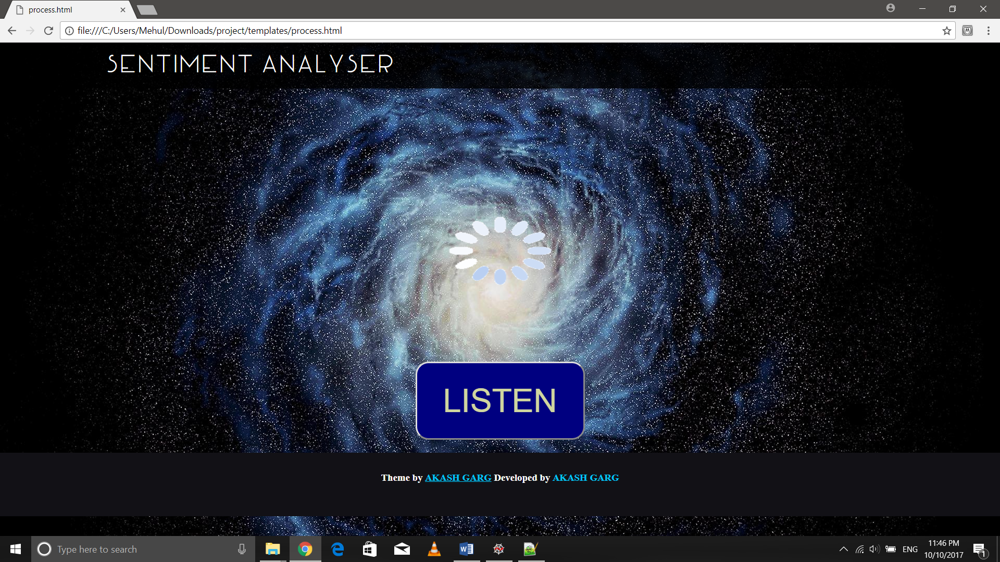 process.html
file:///C:/Users/Mehul/Downloads/project/templates/process.html
SENTIMENT ANALYSER
LISTEN
Theme by AKASH GARG Developed by AKASH GARG
Type here to search
ENG
11:46 PM
10/10/2017
1